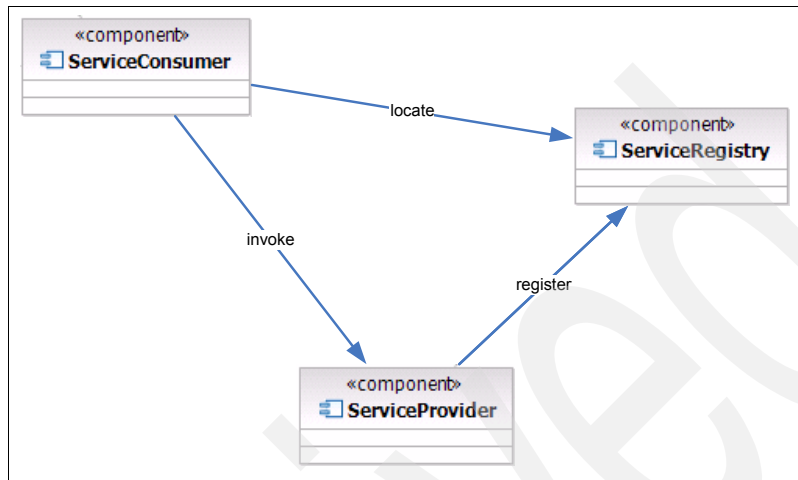 «component»
ServiceConsumer
locate
«component»
ServiceRegistry
invoke
register
«component»
ServiceProvider